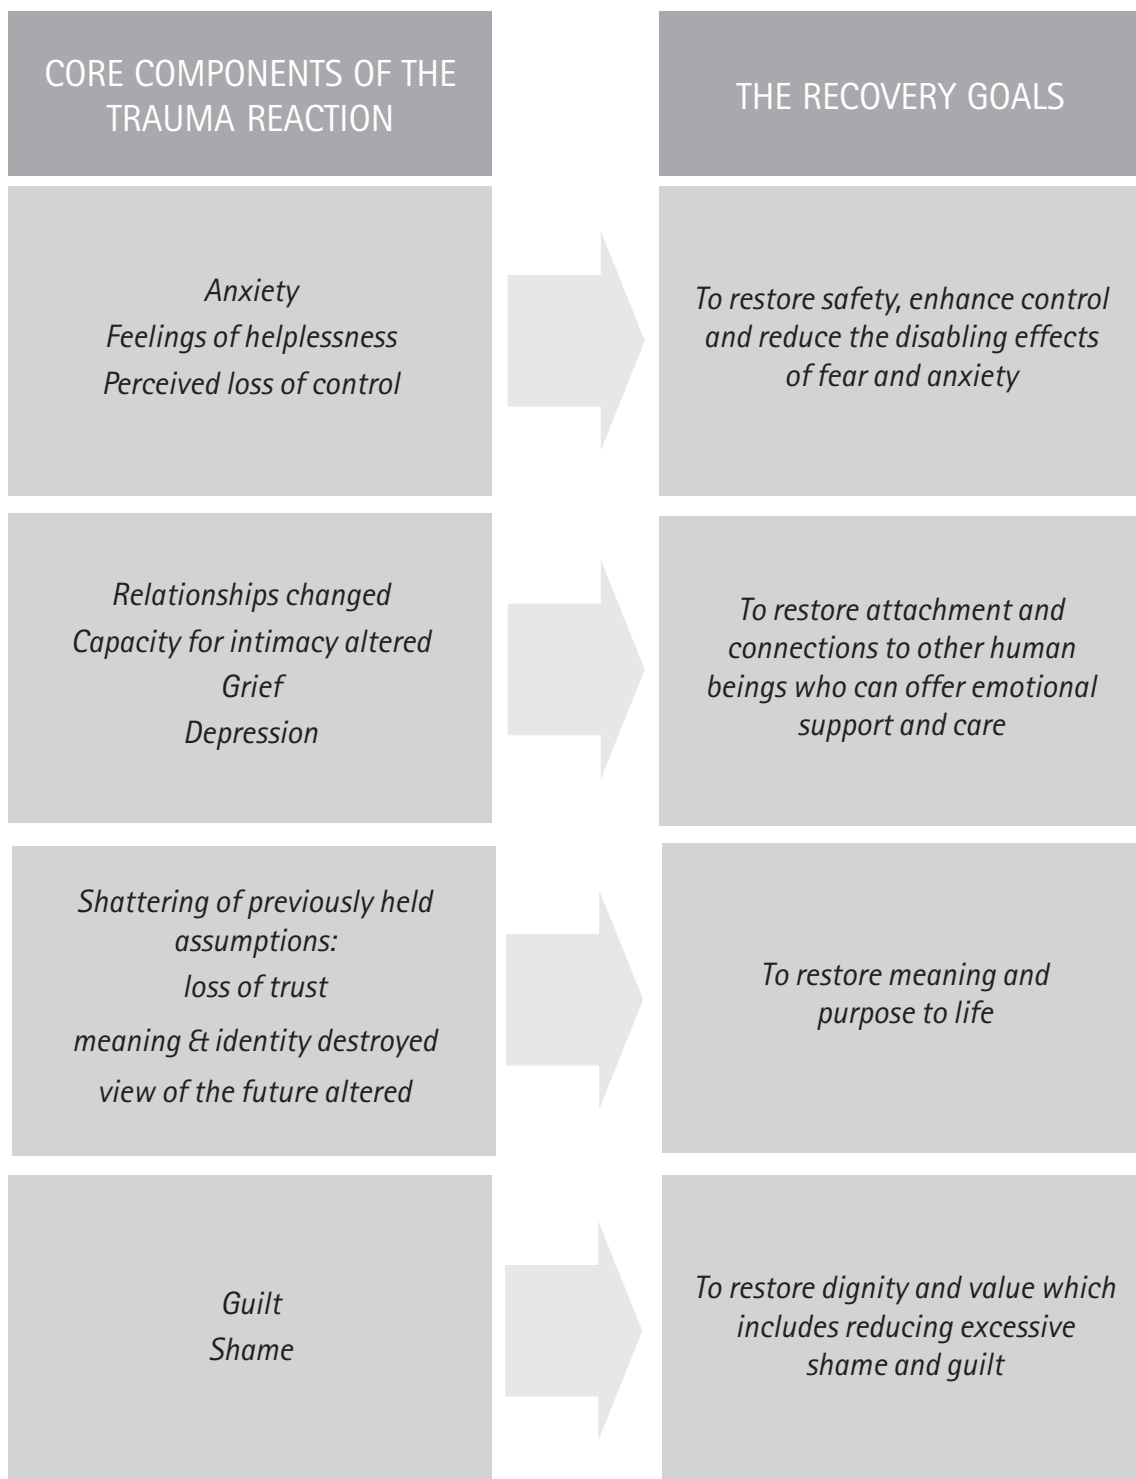 CORE COMPONENTS OF THE
TRAUMA REACTION
THE RECOVERY GOALS
Anxiety
Feelings of helplessness
Perceived loss of control
To restore safety, enhance control
and reduce the disabling effects
of fear and anxiety
Relationships changed
Capacity for intimacy altered
Grief
Depression
To restore attachment and
connections to other human
beings who can offer emotional
support and care
Shattering of previously held
assumptions:
loss of trust
meaning & identity destroyed
view of the future altered
To restore meaning and
purpose to life
Guilt
Shame
To restore dignity and value which
includes reducing excessive
shame and guilt